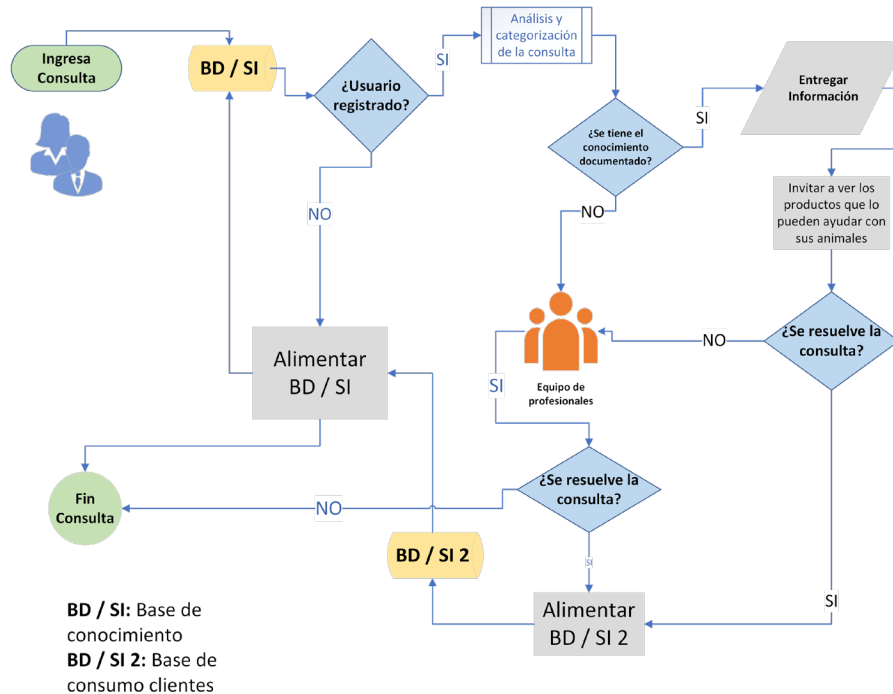 Ingresa
Consulta
BD / SI
¿Usuario
registrado?
SI
Análisis y
categorización
de la consulta
¿Se tiene el
conocimiento
documentado?
SI
Entregar
Información
Invitar a ver los
productos que lo
pueden ayudar con
sus animales
NO
NO
¿Se resuelve la
consulta?
NO
Equipo de
profesionales
SI
Alimentar
BD / SI
¿Se resuelve la
consulta?
NO
Fin
Consulta
BD / SI 2
SI
SI
Alimentar
BD / SI 2
BD / SI: Base de
conocimiento
BD / SI 2: Base de
consumo clientes